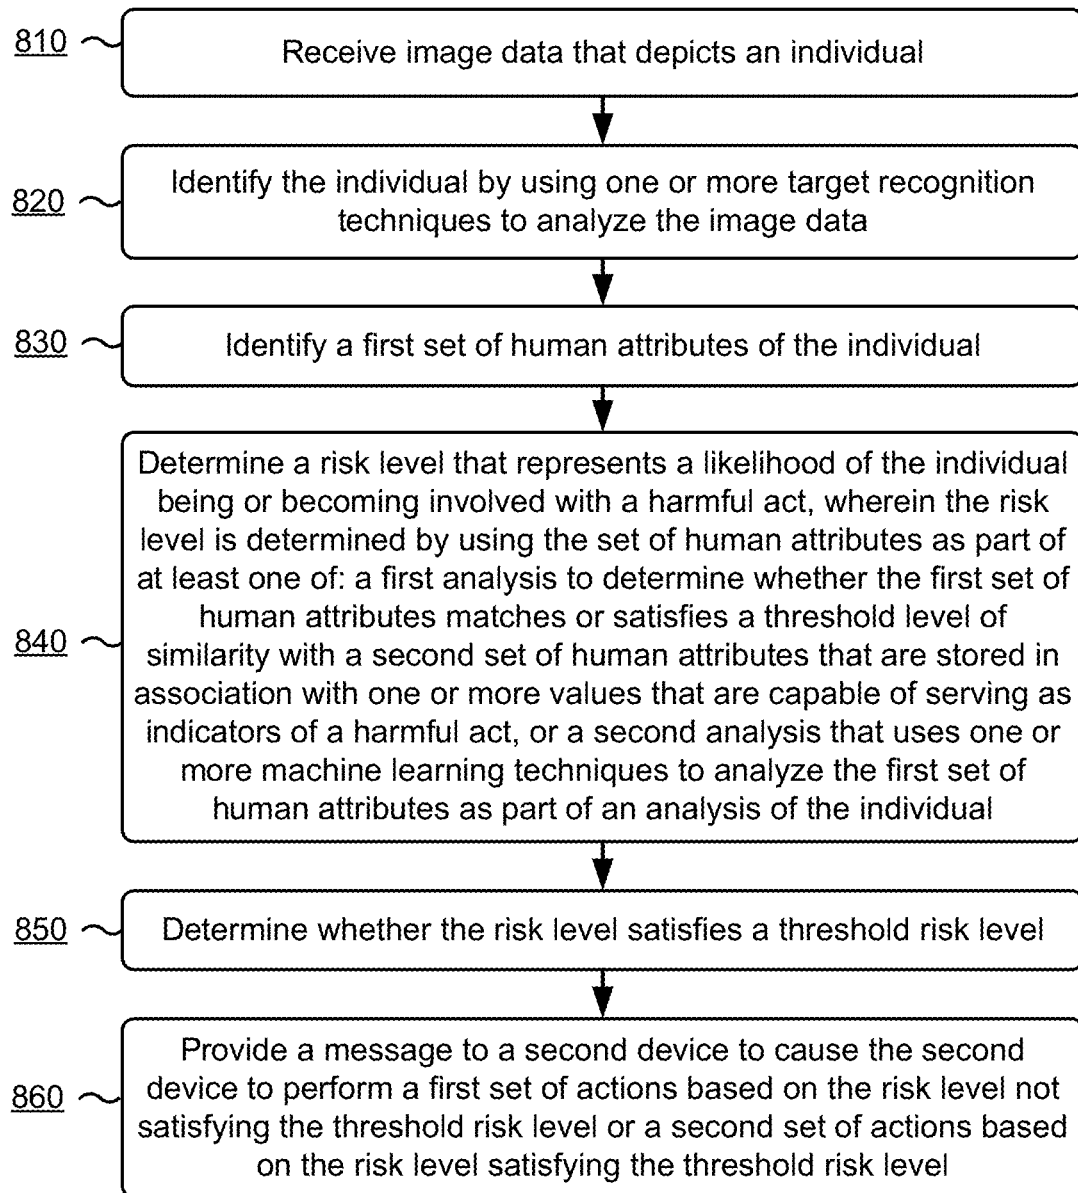 810
Receive image data that depicts an individual
820
Identify the individual by using one or more target recognition
techniques to analyze the image data
830
Identify a first set of human attributes of the individual
840
Determine a risk level that represents a likelihood of the individual
being or becoming involved with a harmful act, wherein the risk
level is determined by using the set of human attributes as part of
at least one of: a first analysis to determine whether the first set of
human attributes matches or satisfies a threshold level of
similarity with a second set of human attributes that are stored in
association with one or more values that are capable of serving as
indicators of a harmful act, or a second analysis that uses one or
more machine learning techniques to analyze the first set of
human attributes as part of an analysis of the individual
850
Determine whether the risk level satisfies a threshold risk level
860
Provide a message to a second device to cause the second
device to perform a first set of actions based on the risk level not
satisfying the threshold risk level or a second set of actions based
on the risk level satisfying the threshold risk level